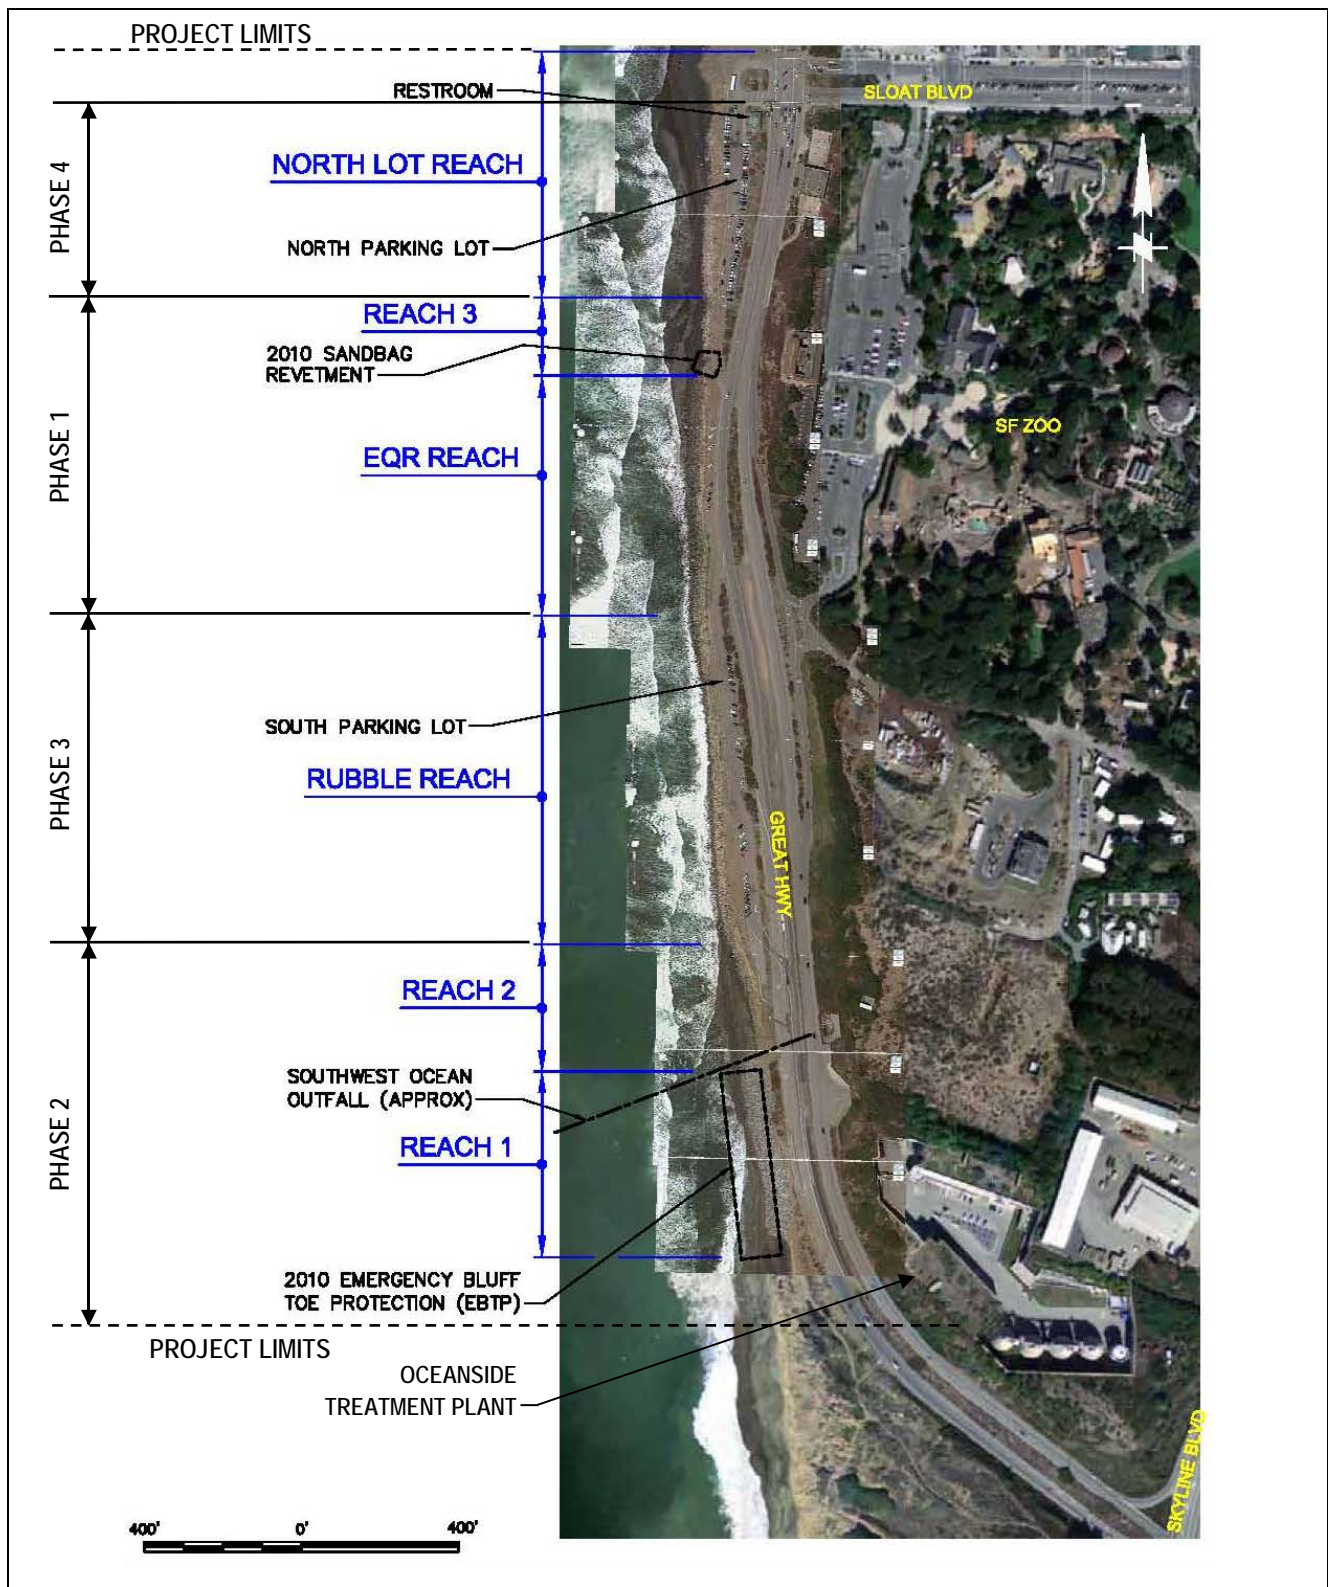 PROJECT LIMITS
RESTROOM
SLOAT BLVD
PHASE 4
NORTH LOT REACH
NORTH PARKING LOT
REACH 3
2010 SANDBAG
REVETMENT
PHASE 1
EQR REACH
SF ZOO
SOUTH PARKING LOT
PHASE 3
RUBBLE REACH
GREAT HWY
REACH 2
SOUTHWEST OCEAN
OUTFALL (APPROX)
PHASE 2
REACH 1
2010 EMERGENCY BLUFF
TOE PROTECTION (EBTP)
PROJECT LIMITS
OCEANSIDE
TREATMENT PLANT
SKYLINE BLVD
400' 0' 400'